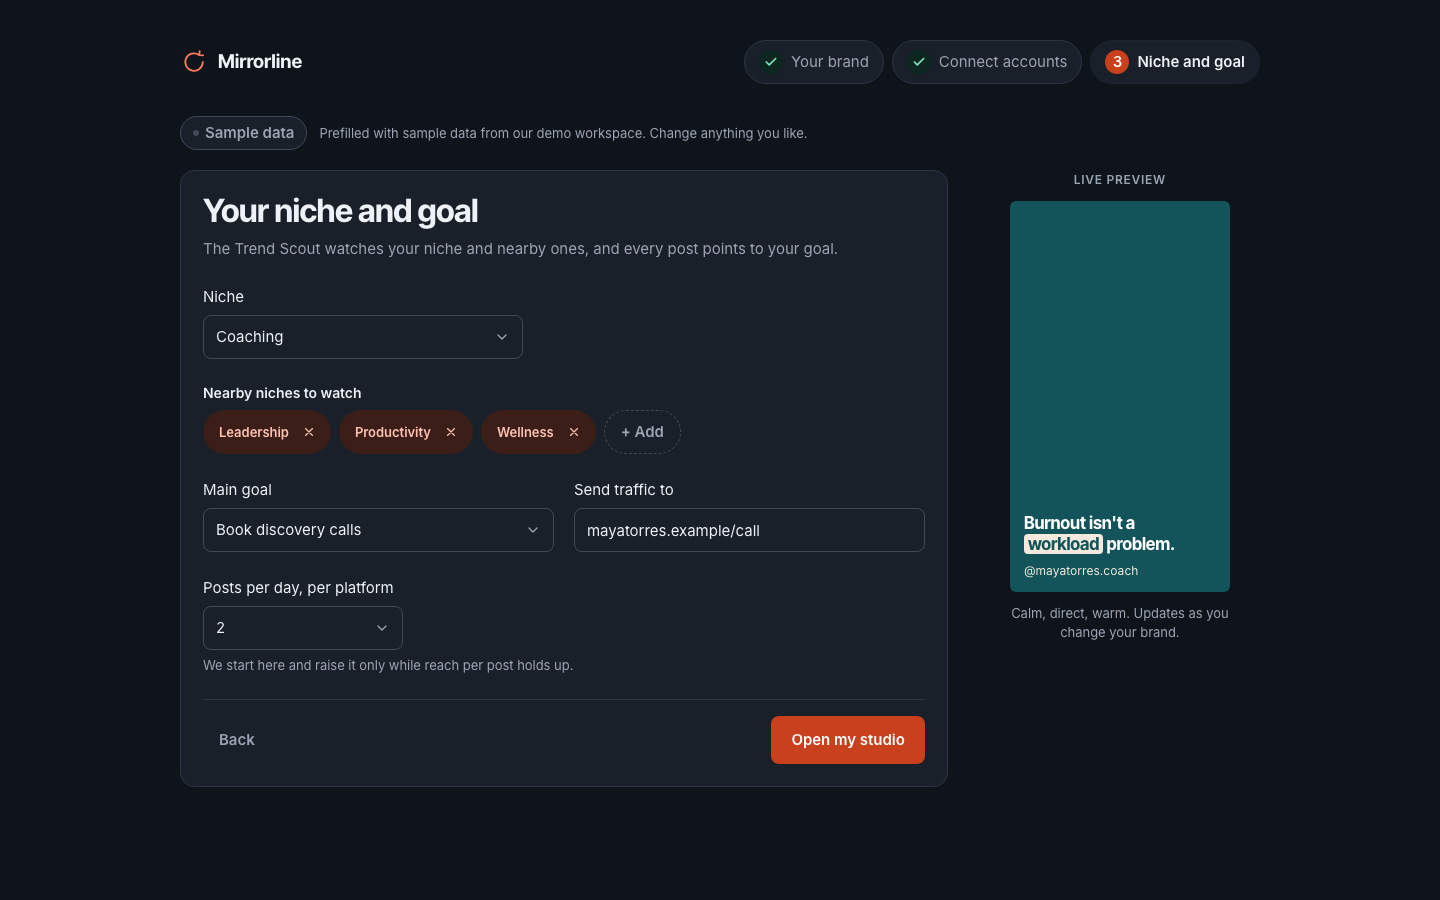 Mirrorline
Your brand
Connect accounts
3 Niche and goal
Sample data
Prefilled with sample data from our demo workspace. Change anything you like.
Your niche and goal
The Trend Scout watches your niche and nearby ones, and every post points to your goal.
Niche
Coaching
Nearby niches to watch
Leadership
Productivity
Wellness
+ Add
Main goal
Book discovery calls
Send traffic to
mayatorres.example/call
Posts per day, per platform
2
We start here and raise it only while reach per post holds up.
Back
Open my studio
LIVE PREVIEW
Burnout isn't a
workload problem.
@mayatorres.coach
Calm, direct, warm. Updates as you
change your brand.